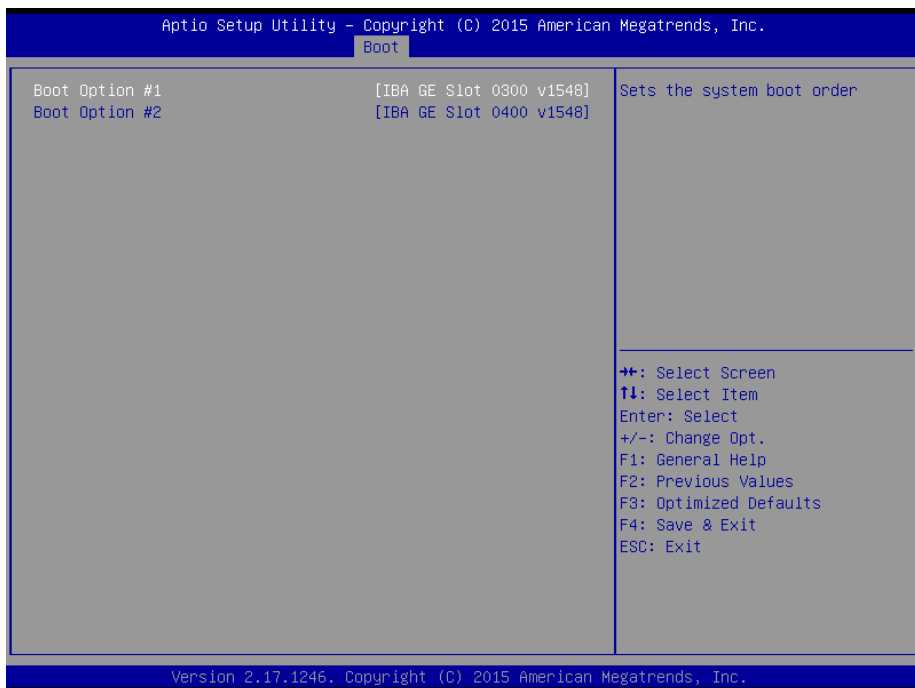 Aptio Setup Utility – Copyright (C) 2015 American Megatrends, Inc.
Boot
Boot Option #1 [IBA GE Slot 0300 v1548] Sets the system boot order
Boot Option #2 [IBA GE Slot 0400 v1548]
→←: Select Screen
↑↓: Select Item
Enter: Select
+/-: Change Opt.
F1: General Help
F2: Previous Values
F3: Optimized Defaults
F4: Save & Exit
ESC: Exit
Version 2.17.1246. Copyright (C) 2015 American Megatrends, Inc.